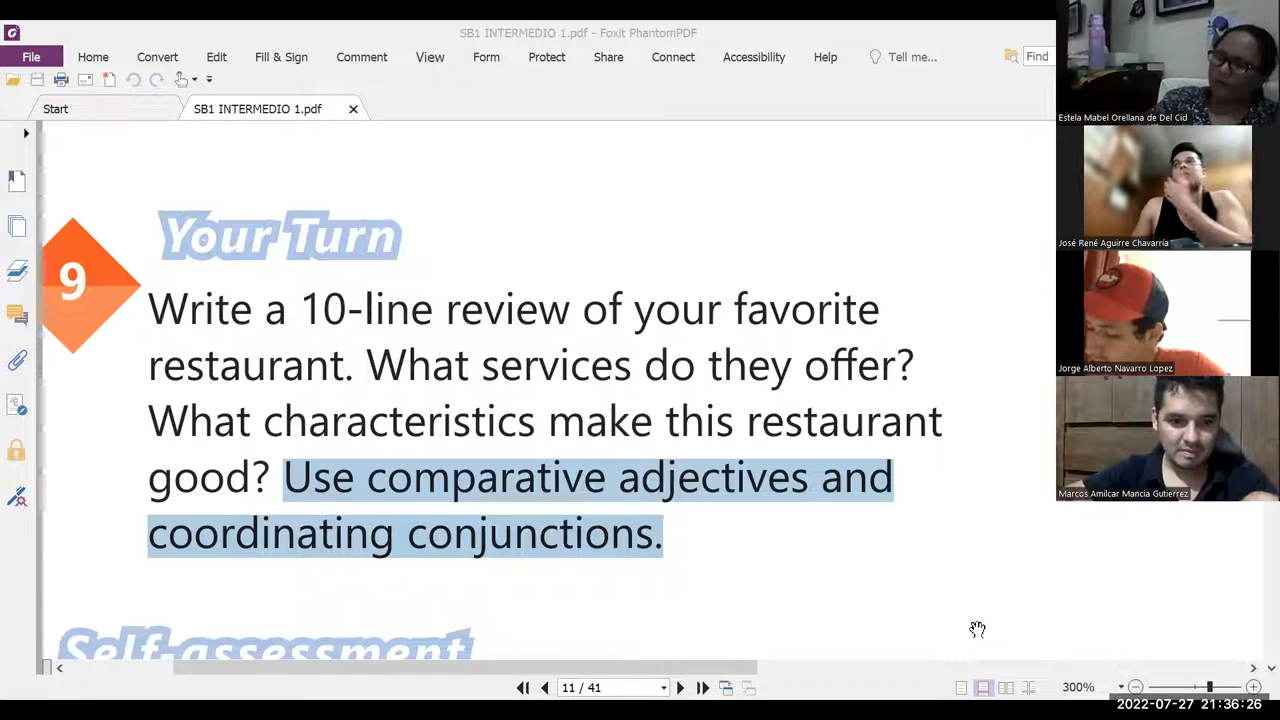 SB1 INTERMEDIO 1.pdf - Foxit PhantomPDF
File Home Convert Edit Fill & Sign Comment View Form Protect Share Connect Accessibility Help Tell me... Find
Start SB1 INTERMEDIO 1.pdf
Estela Mabel Orellana de Del Cid
José René Aguirre Chavarría
Jorge Alberto Navarro Lopez
Marcos Amilcar Mancia Gutierrez
Your Turn
9
Write a 10-line review of your favorite
restaurant. What services do they offer?
What characteristics make this restaurant
good? Use comparative adjectives and
coordinating conjunctions.
Self-assessment
11 / 41
300%
2022-07-27 21:36:26